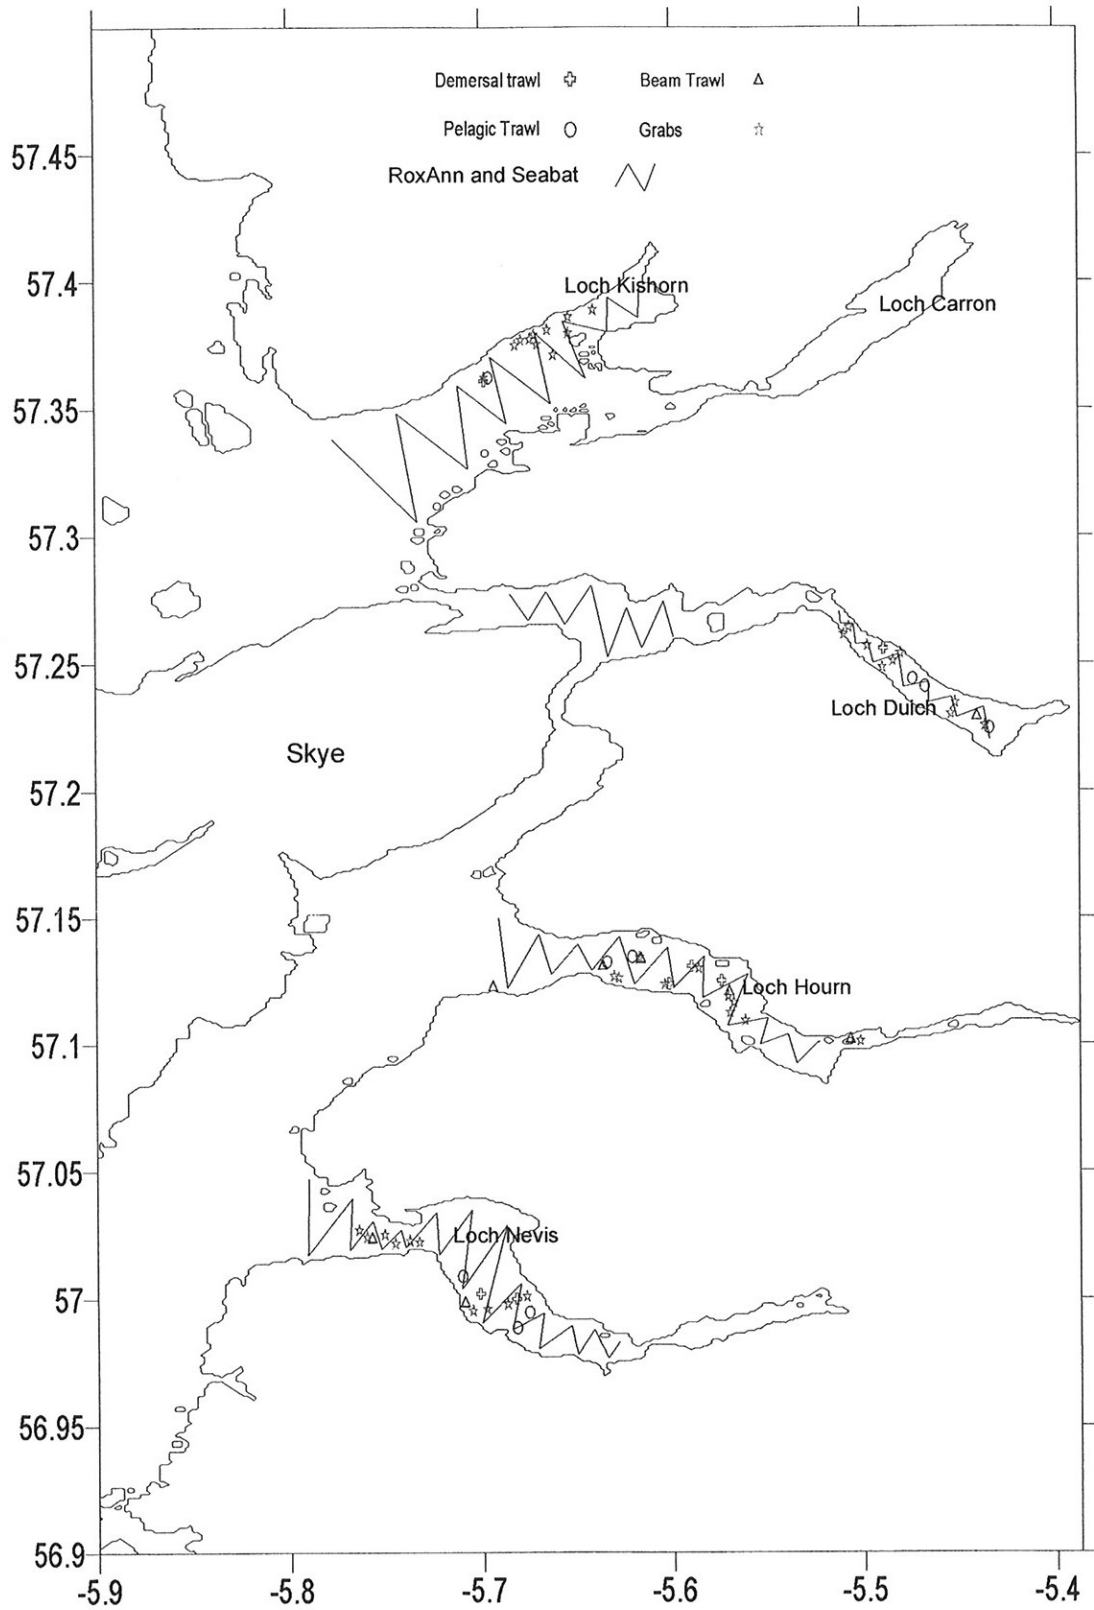 Demersal trawl Beam Trawl
Pelagic Trawl Grabs
RoxAnn and Seabat
57.45
57.4
Loch Kishorn
Loch Carron
57.35
57.3
57.25
Loch Duich
Skye
57.2
57.15
Loch Hourn
57.1
57.05
Loch Nevis
57
56.95
56.9
-5.9 -5.8 -5.7 -5.6 -5.5 -5.4